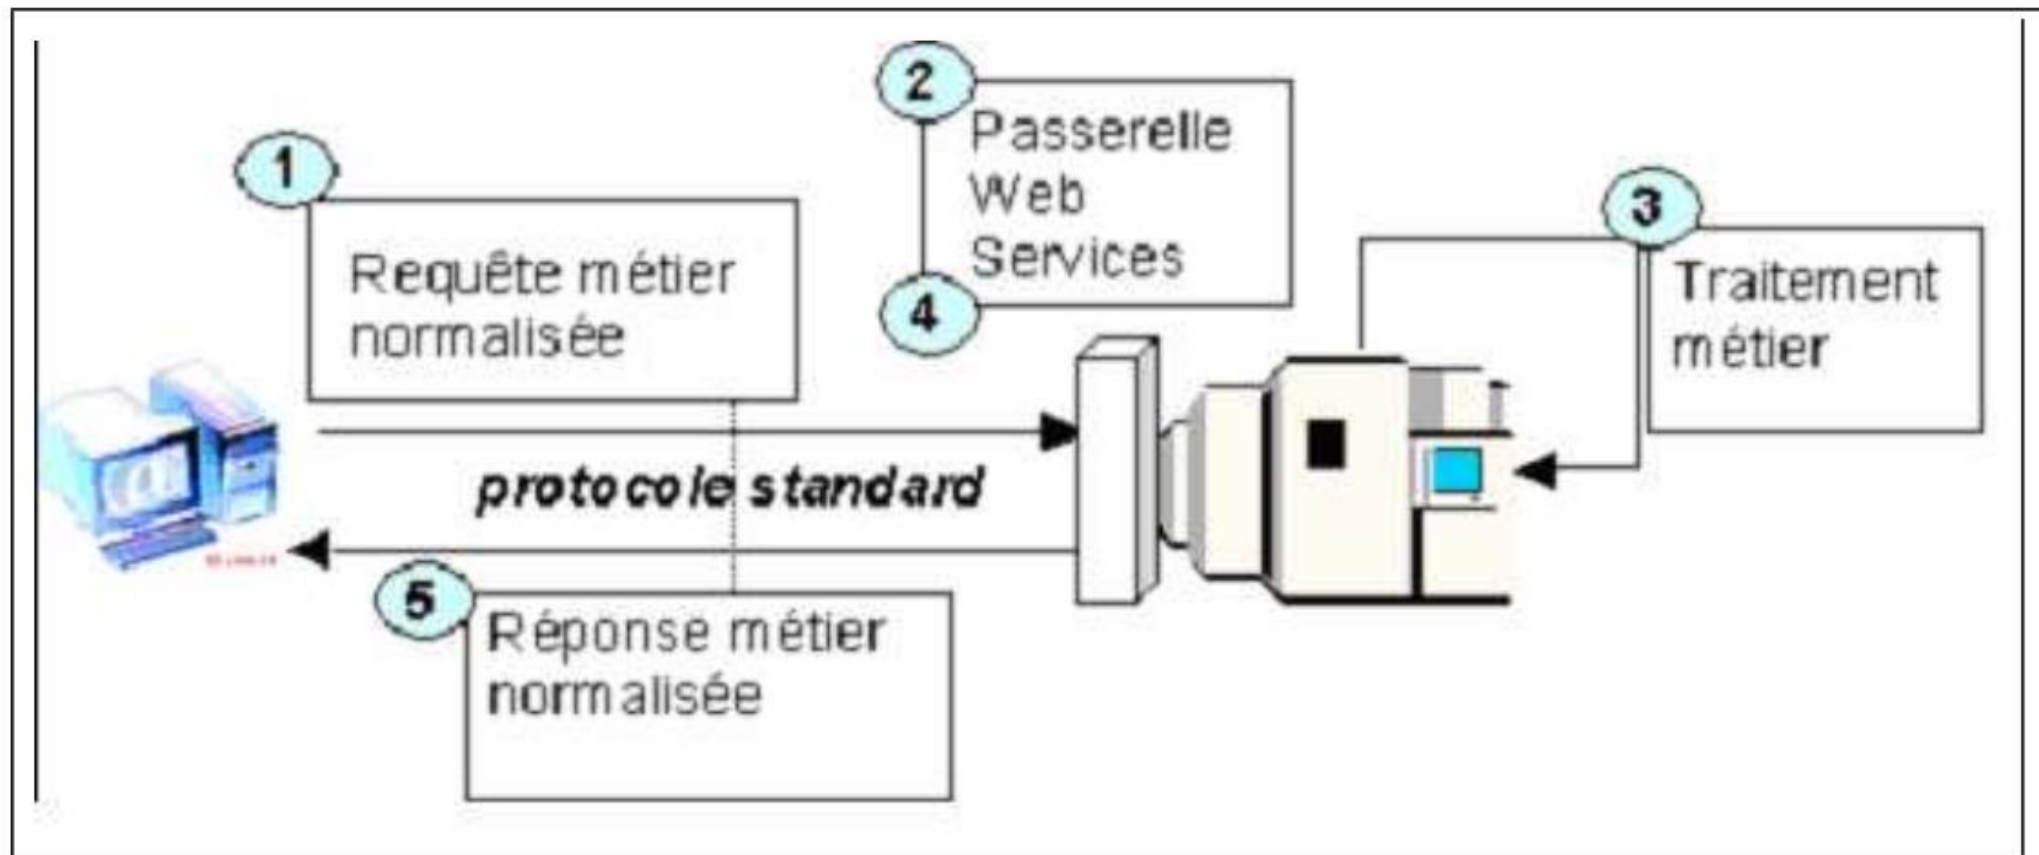 1
Requête métier
normalisée
2
Passerelle
Web
Services
4
3
Traitement
métier
protocole standard
5
Réponse métier
normalisée